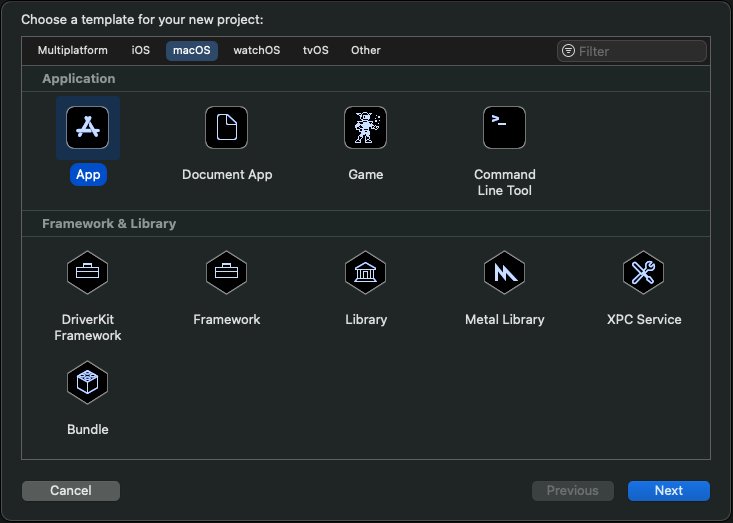 Choose a template for your new project:
Multiplatform iOS macOS watchOS tvOS Other Filter
Application
App Document App Game Command
Line Tool
Framework & Library
DriverKit Framework Library Metal Library XPC Service
Framework
Bundle
Cancel Previous Next